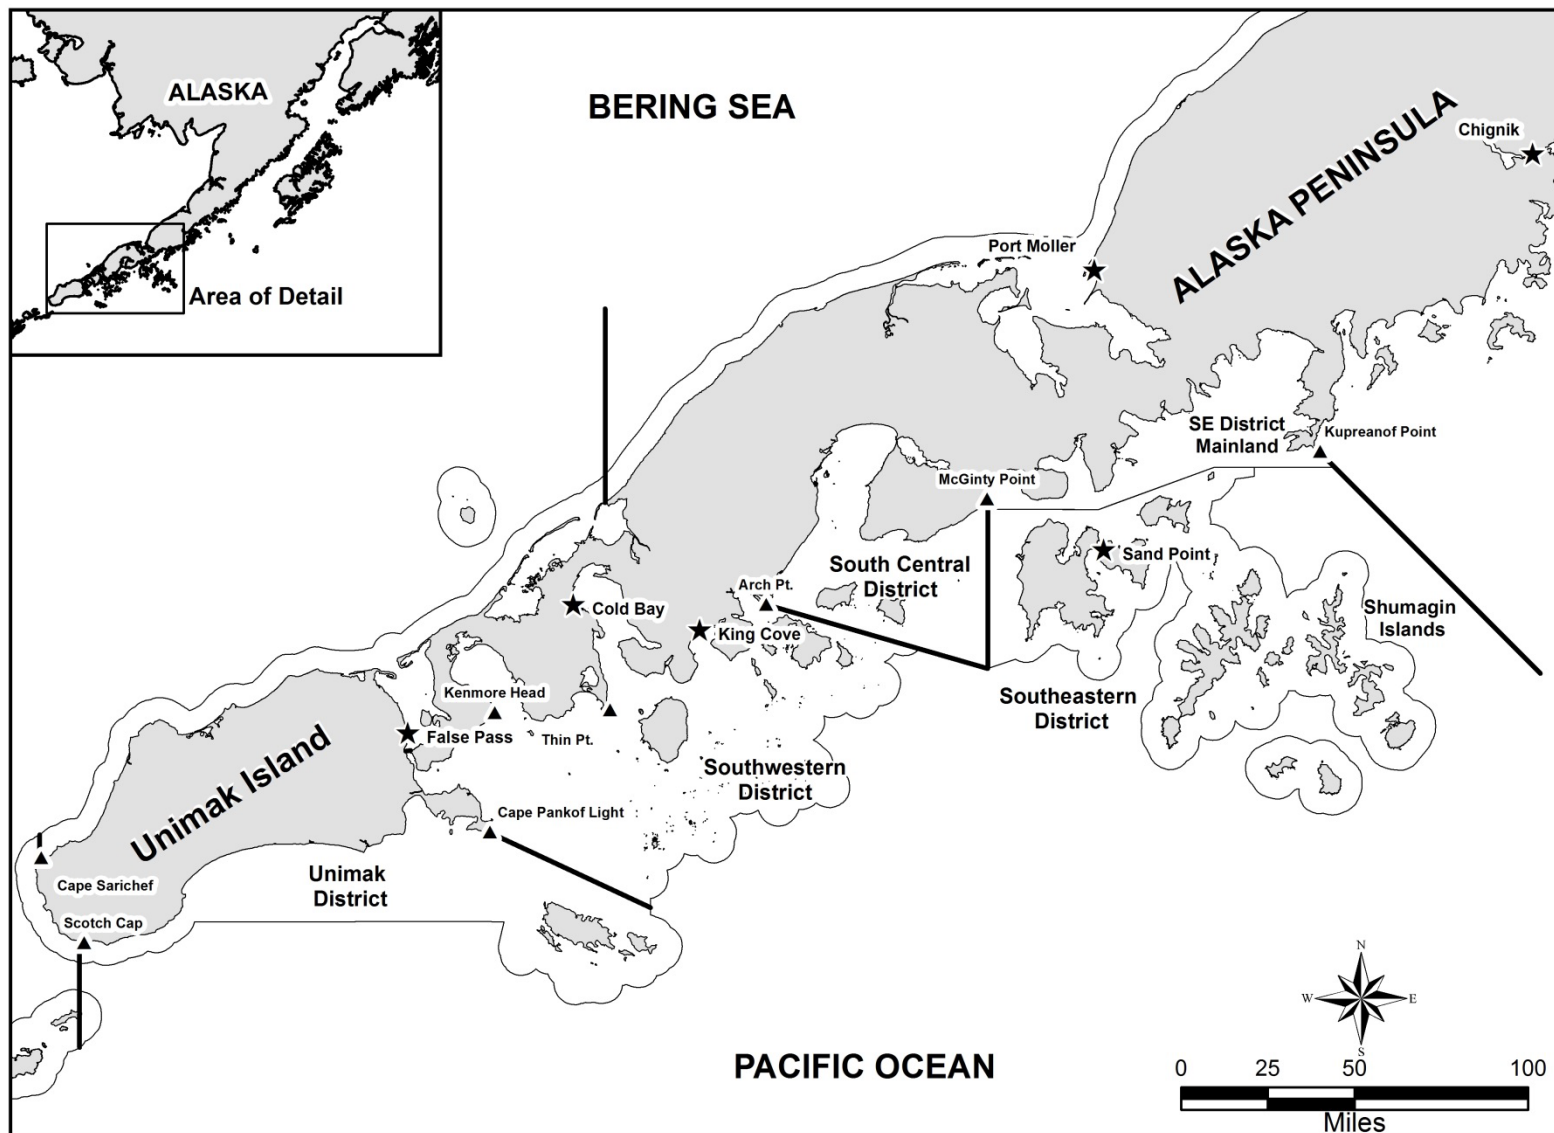 ALASKA
Area of Detail
BERING SEA
ALASKA PENINSULA
Chignik
Port Moller
SE District
Mainland
Kupreanof Point
McGinty Point
Sand Point
South Central
District
Arch Pt.
Cold Bay
King Cove
Shumagin
Islands
Kenmore Head
Southeastern
District
False Pass
Thin Pt.
Unimak Island
Southwestern
District
Cape Pankof Light
Unimak
District
Cape Sarichef
Scotch Cap
PACIFIC OCEAN
N
W
E
S
0 25 50 100
Miles